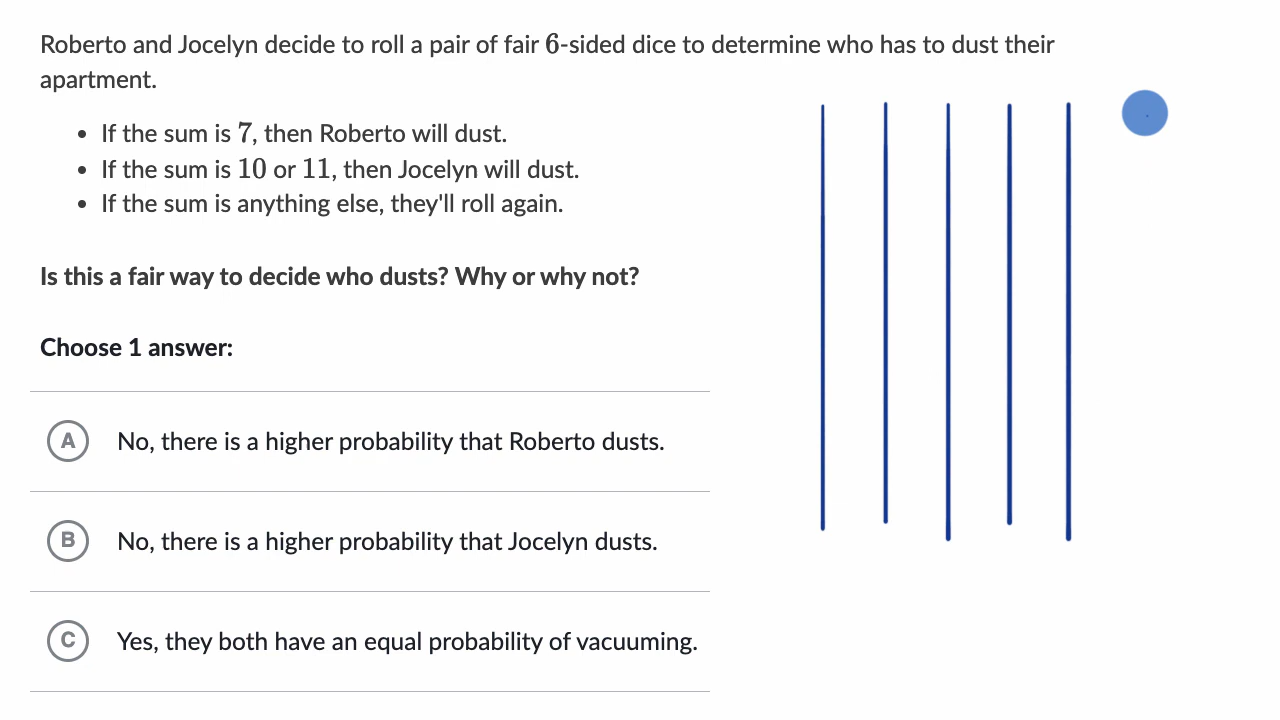 Roberto and Jocelyn decide to roll a pair of fair 6-sided dice to determine who has to dust their
apartment.
• If the sum is 7, then Roberto will dust.
• If the sum is 10 or 11, then Jocelyn will dust.
• If the sum is anything else, they'll roll again.
Is this a fair way to decide who dusts? Why or why not?
Choose 1 answer:
A No, there is a higher probability that Roberto dusts.
B No, there is a higher probability that Jocelyn dusts.
C Yes, they both have an equal probability of vacuuming.